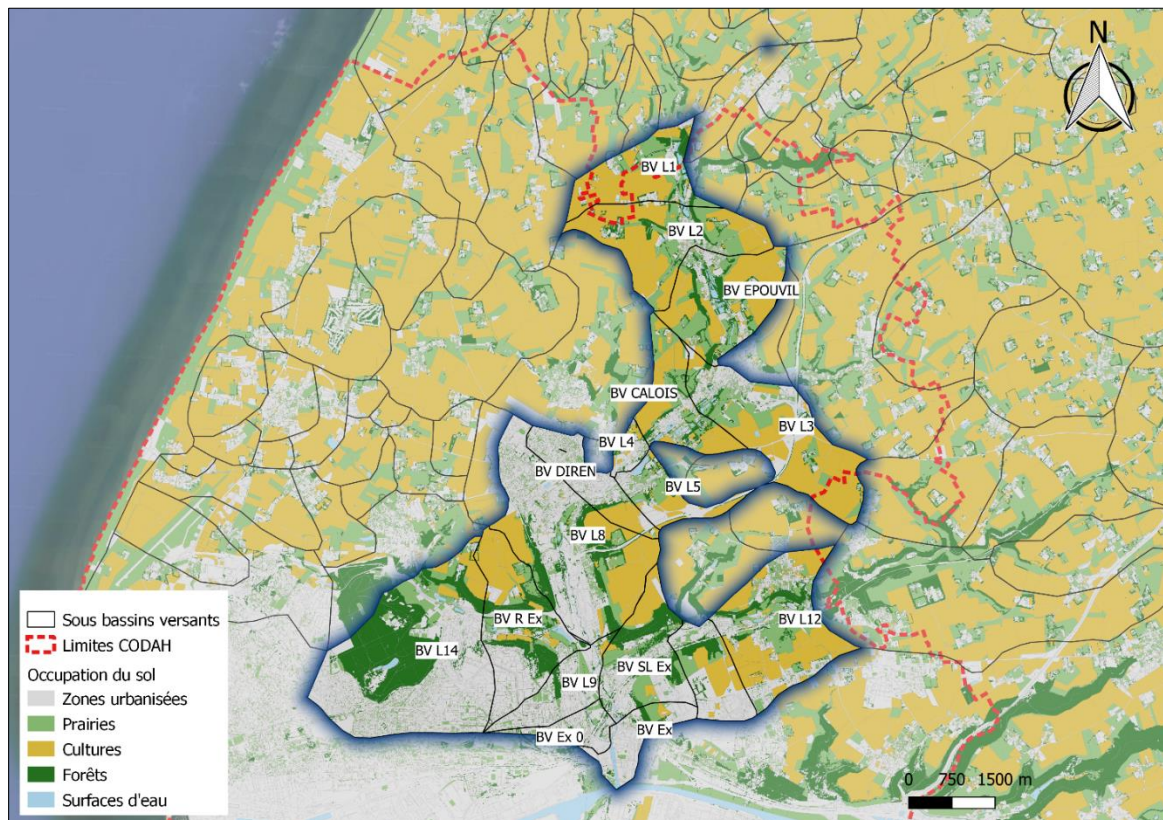 N
BV L1
BV L2
BV EPOUVIL
BV CALOIS
BV L3
BV L4
BV DIREN
BV L5
BV L8
BV R Ex
BV L12
BV L14
BV SL Ex
BV L9
BV Ex 0
BV Ex
Sous bassins versants
Limites CODAH
Occupation du sol
Zones urbanisées
Prairies
Cultures
Forêts
Surfaces d'eau
0 750 1500 m